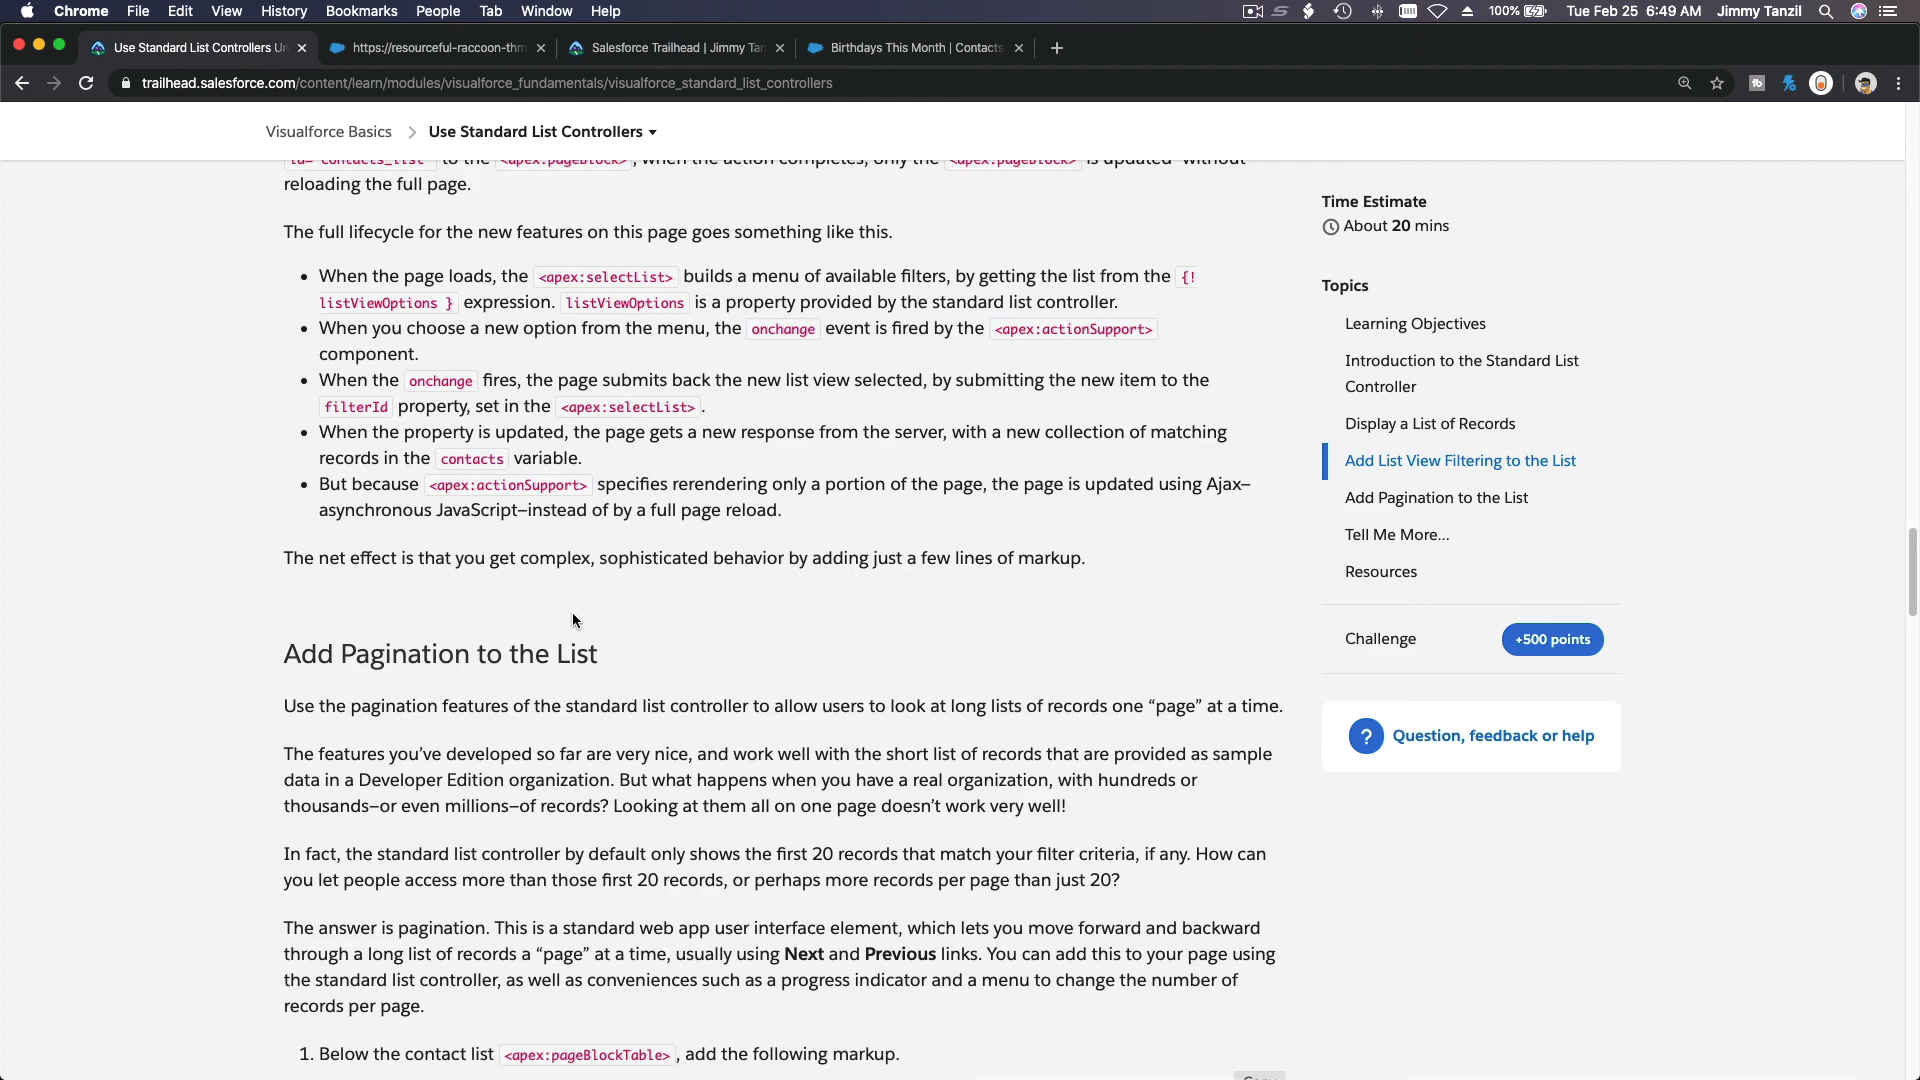 Chrome File Edit View History Bookmarks People Tab Window Help 100% Tue Feb 25 6:49 AM Jimmy Tanzil
Use Standard List Controllers Un https://resourceful-raccoon-thm Salesforce Trailhead | Jimmy Tan Birthdays This Month | Contacts
trailhead.salesforce.com/content/learn/modules/visualforce_fundamentals/visualforce_standard_list_controllers
Visualforce Basics Use Standard List Controllers
id="contacts_list" to the <apex:pageBlock>, when the action completes, only the <apex:pageBlock> is updated without
reloading the full page.
The full lifecycle for the new features on this page goes something like this.
• When the page loads, the <apex:selectList> builds a menu of available filters, by getting the list from the {!
listViewOptions } expression. listViewOptions is a property provided by the standard list controller.
• When you choose a new option from the menu, the onchange event is fired by the <apex:actionSupport>
component.
• When the onchange fires, the page submits back the new list view selected, by submitting the new item to the
filterId property, set in the <apex:selectList>.
• When the property is updated, the page gets a new response from the server, with a new collection of matching
records in the contacts variable.
• But because <apex:actionSupport> specifies rerendering only a portion of the page, the page is updated using Ajax–
asynchronous JavaScript–instead of by a full page reload.
The net effect is that you get complex, sophisticated behavior by adding just a few lines of markup.
Add Pagination to the List
Use the pagination features of the standard list controller to allow users to look at long lists of records one “page” at a time.
The features you’ve developed so far are very nice, and work well with the short list of records that are provided as sample
data in a Developer Edition organization. But what happens when you have a real organization, with hundreds or
thousands–or even millions–of records? Looking at them all on one page doesn’t work very well!
In fact, the standard list controller by default only shows the first 20 records that match your filter criteria, if any. How can
you let people access more than those first 20 records, or perhaps more records per page than just 20?
The answer is pagination. This is a standard web app user interface element, which lets you move forward and backward
through a long list of records a “page” at a time, usually using Next and Previous links. You can add this to your page using
the standard list controller, as well as conveniences such as a progress indicator and a menu to change the number of
records per page.
1. Below the contact list <apex:pageBlockTable>, add the following markup.
Time Estimate
About 20 mins
Topics
Learning Objectives
Introduction to the Standard List
Controller
Display a List of Records
Add List View Filtering to the List
Add Pagination to the List
Tell Me More...
Resources
Challenge +500 points
? Question, feedback or help